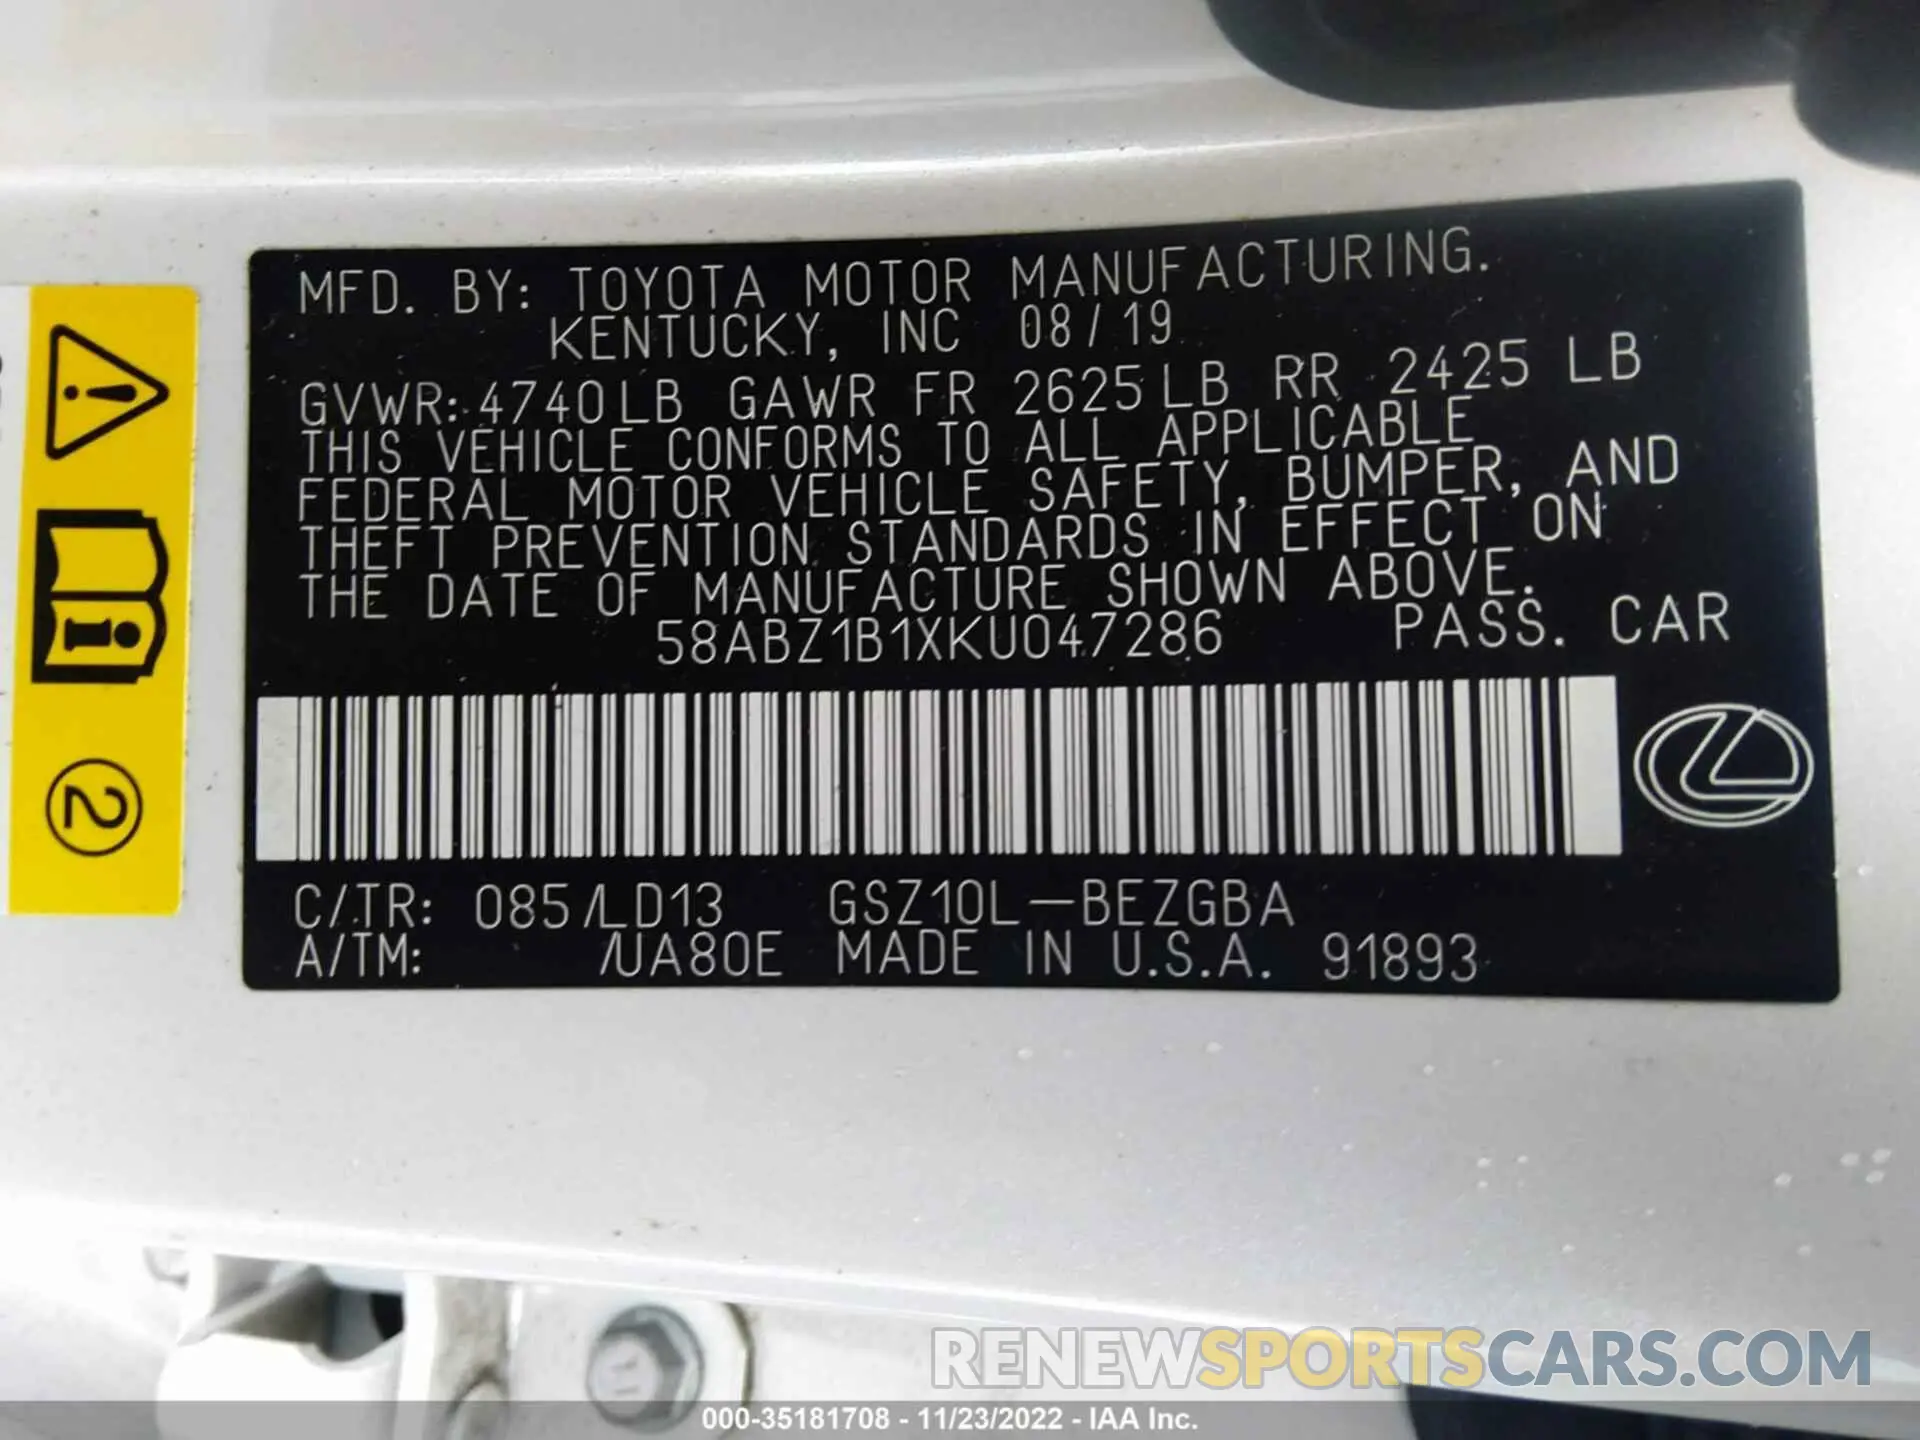 MFD. BY: TOYOTA MOTOR MANUFACTURING.
KENTUCKY, INC 08/19
GVWR: 4740LB GAWR FR 2625LB RR 2425 LB
THIS VEHICLE CONFORMS TO ALL APPLICABLE
FEDERAL MOTOR VEHICLE SAFETY, BUMPER, AND
THEFT PREVENTION STANDARDS IN EFFECT ON
THE DATE OF MANUFACTURE SHOWN ABOVE.
58ABZ1B1XKU047286 PASS. CAR
C/TR: 085/LD13 GSZ10L-BEZGBA
A/TM: /UA80E MADE IN U.S.A. 91893
2
RENEWSPORTSCARS.COM
000-35181708 - 11/23/2022 - IAA Inc.